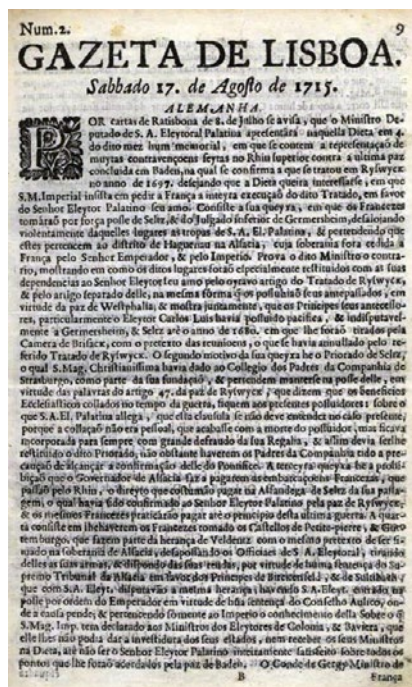 Num.2. 9
GAZETA DE LISBOA.
Sabbado 17. de Agosto de 1715.
ALEMANHA.
POR cartas de Ratisbona de 8. de Julho se avisa, que o Ministro De-
putado de S. A. Eleytoral Palatina apresentára naquella Dieta em 4.
do dito mez hum memorial, em que se contem a representaçaõ de
muytas contravençoens feytas no Rhin superior contra a ultima paz
concluida em Baden, na qual se confirma a que se tratou em Ryswyck
no anno de 1697. desejando que a Dieta queira interessarse, em que
S.M.Imperial insista em pedir a França a inteyra execuçaõ do dito Tratado, em favor
do Senhor Eleytor Palatino seu amo. Consiste a sua queyxa, em que os Francezes
tomáraõ por força posse de Seltz, & do Julgado inferior de Germersheim, desalojando
violentamente daquelles lugares as tropas de S. A. El. Palatina, & pertendendo que
estes pertencem ao distrito de Haguenau na Alsacia, cuja soberania fora cedida a
França pelo Senhor Emperador, & pelo Imperio. Prova o dito Ministro o contra-
rio, mostrando em como os ditos lugares foraõ especialmente restituidos com as suas
dependencias ao Senhor Eleytor seu amo pelo oytavo artigo do Tratado de Ryswyck,
& pelo artigo separado delle, na mesma fórma que os possuhiaõ seus antepassados, em
virtude da paz de Westphalia; & mostra juntamente, que os Principes seus antecesso-
res, particularmente o Eleytor Carlos Luis havia possuido pacifica, & indisputavel-
mente a Germersheim, & Seltz até o anno de 1680. em que lhe foraõ tirados pela
Camera de Brisack, com o pretexto das reunioens, o que se havia annullado pelo re-
ferido Tratado de Ryswyck. O segundo motivo da sua queyxa he o Priorado de Seltz,
o qual S.Mag. Christianissima havia dado ao Collegio dos Padres da Companhia de
Strasburgo, como parte da sua fundaçaõ, & pertendem manterse na posse delle, em
virtude das palavras do artigo 47. da paz de Ryswyck, que dizem que os beneficios
Ecclesiasticos collados no tempo da guerra, fiquem aos presentes possuidores: sobre
que S.A.El. Palatina allega, que esta clausula se naõ deve entender no caso presente,
porque a collaçaõ naõ era pessoal, que acabasse com a morte do possuidor, mas ficava
incorporada para sempre com grande defraudo da sua Regalia, & assim devia serlhe
restituido o dito Priorado, naõ obstante haverem os Padres da Companhia tido a pre-
cauçaõ de alcançar a confirmaçaõ delle do Pontifice. A terceyra queyxa he a prohi-
biçaõ que o Governador de Alsacia faz a pagarem as embarcaçoens Francezas, que
passaõ pelo Rhin, o direyto que costumaõ pagar na Alfandega de Seltz da sua passa-
gem, o qual havia sido confirmado ao Senhor Eleytor Palatino pela paz de Ryswyck;
& os mesmos Francezes praticáraõ pagar até o principio desta ultima guerra. A quar-
ta consiste em lhe haverem os Francezes tomado os Castellos de Petite-pierre, &
temburgo, que fazem parte da herança de Veldentz com o mesmo pretexto de ser si-
tuado na soberania de Alsacia, desapossando os Officiaes de S. A. Eleytoral, tirando
delles as suas armas, & dispondo das suas rendas, por virtude de huma sentença do Su-
premo Tribunal da Alsacia em favor dos Principes de Birckenfeld, & de Sultzbach,
que com S.A. Eleyt. disputavaõ a mesma herança; havendo S.A.Eleyt. entrado na
posse por ordem do Emperador em virtude de hũa sentença do Conselho Aulico, on-
de a causa pende; & pertencendo somente ao Imperio o conhecimento della. Sobre o
S.Mag. Imp. tem declarado aos Ministros dos Eleytores de Colonia, & Baviera, que
elle lhes naõ podia dar a investidura dos seus estados, nem receber os seus Ministros
na Dieta, até naõ ser o Senhor Eleytor Palatino inteiramente satisfeito sobre todos os
pontos que lhe foraõ acordados pela paz de Baden. O Conde de Gergy Ministro de
B França